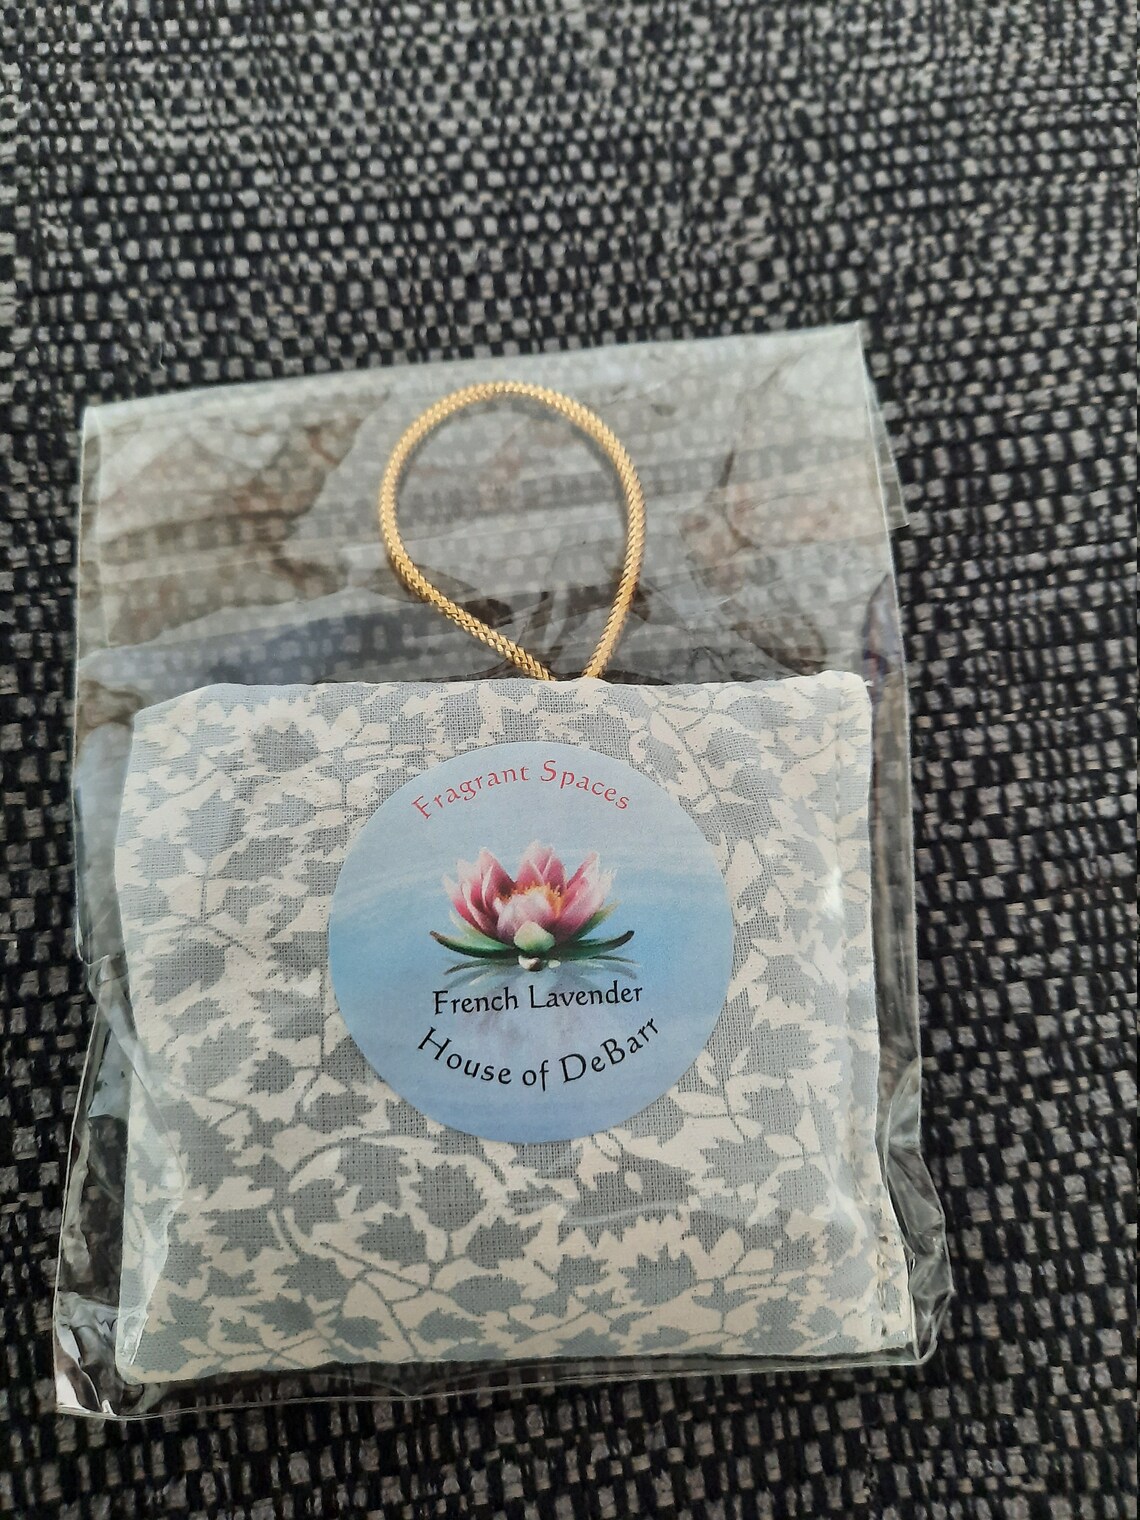 Fragrant Spaces
French Lavender
House of DeBarr